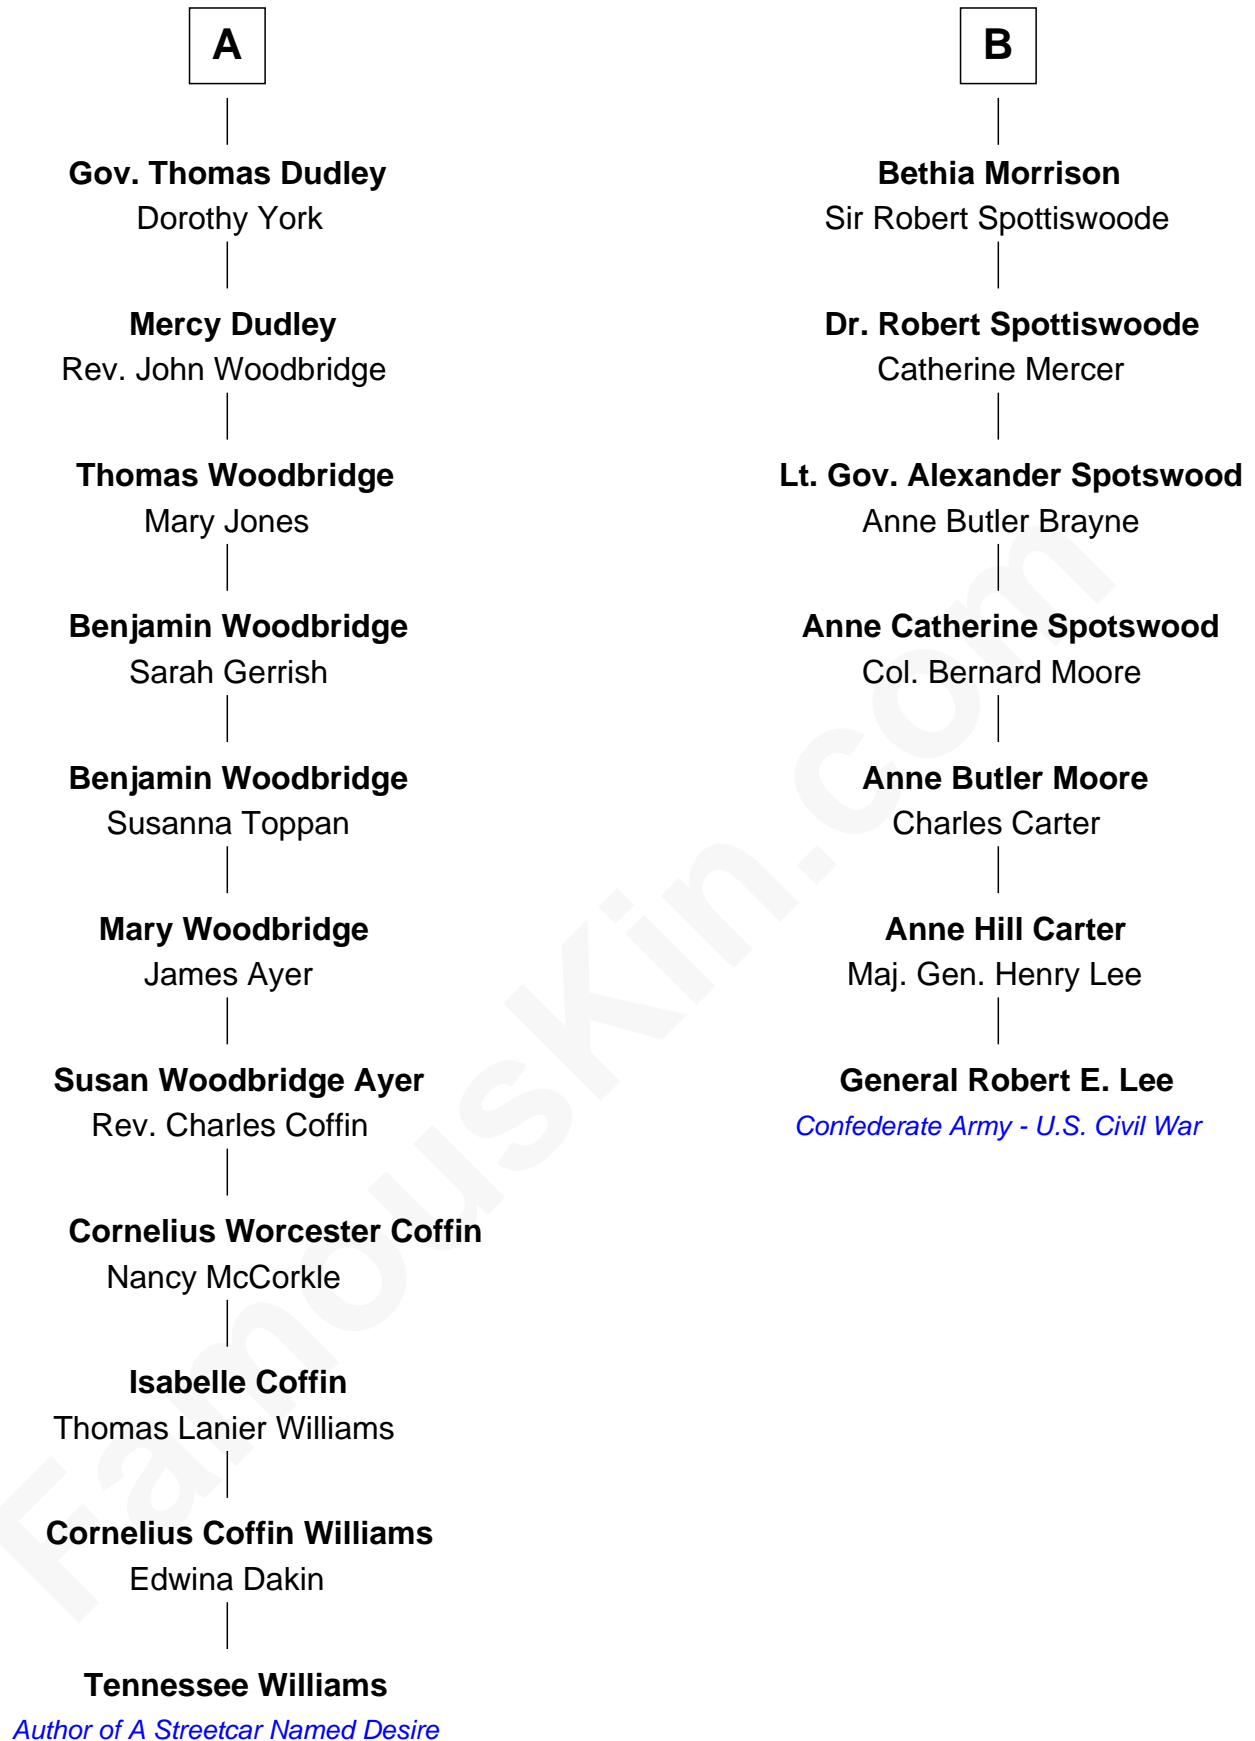 A
Gov. Thomas Dudley
Dorothy York
Mercy Dudley
Rev. John Woodbridge
Thomas Woodbridge
Mary Jones
Benjamin Woodbridge
Sarah Gerrish
Benjamin Woodbridge
Susanna Toppan
Mary Woodbridge
James Ayer
Susan Woodbridge Ayer
Rev. Charles Coffin
Cornelius Worcester Coffin
Nancy McCorkle
Isabelle Coffin
Thomas Lanier Williams
Cornelius Coffin Williams
Edwina Dakin
Tennessee Williams
Author of A Streetcar Named Desire
B
Bethia Morrison
Sir Robert Spottiswoode
Dr. Robert Spottiswoode
Catherine Mercer
Lt. Gov. Alexander Spotswood
Anne Butler Brayne
Anne Catherine Spotswood
Col. Bernard Moore
Anne Butler Moore
Charles Carter
Anne Hill Carter
Maj. Gen. Henry Lee
General Robert E. Lee
Confederate Army - U.S. Civil War
FamousKin.com